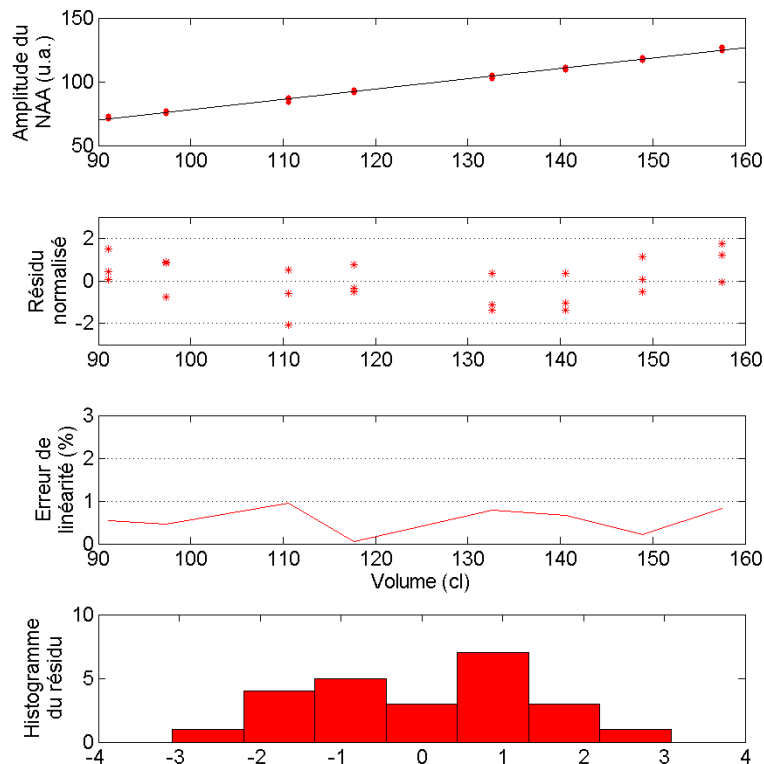 Amplitude du
NAA (u.a.)
150
100
50
90 100 110 120 130 140 150 160
Résidu
normalisé
2
0
-2
90 100 110 120 130 140 150 160
Erreur de
linéarité (%)
3
2
1
0
90 100 110 120 130 140 150 160
Volume (cl)
Histogramme
du résidu
10
5
0
-4 -3 -2 -1 0 1 2 3 4